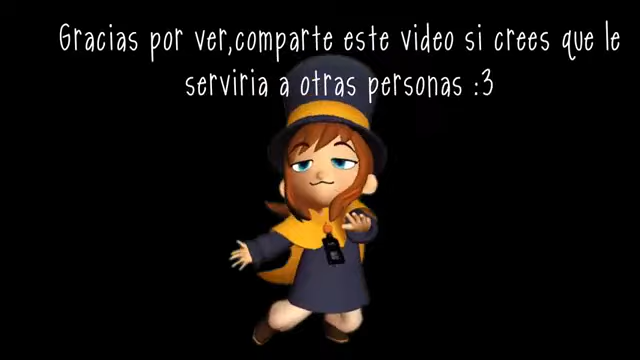 Gracias por ver,comparte este video si crees que le
serviria a otras personas :3